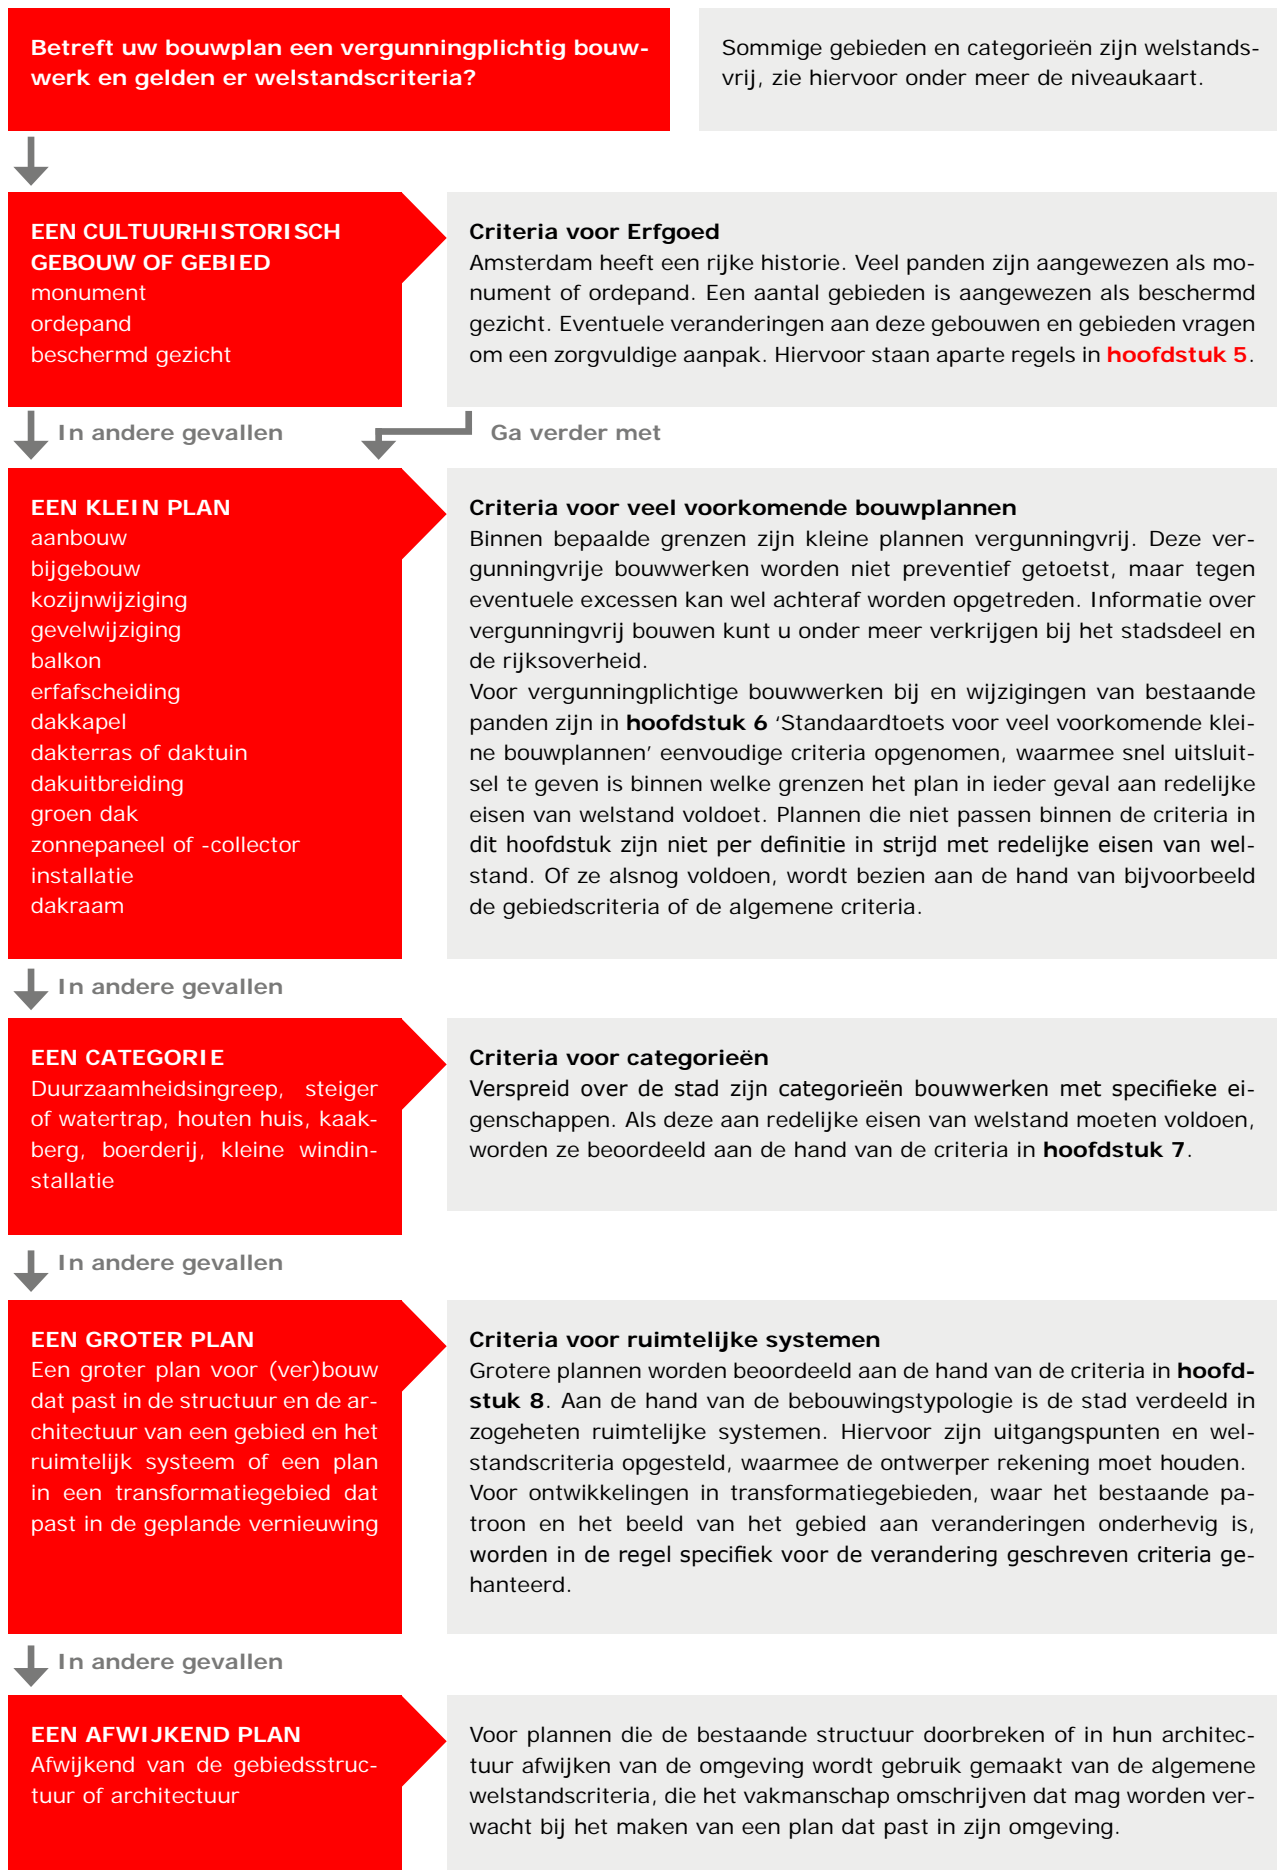 Betreft uw bouwplan een vergunningplichtig bouw-
werk en gelden er welstandscriteria?
Sommige gebieden en categorieën zijn welstands-
vrij, zie hiervoor onder meer de niveaukaart.
EEN CULTUURHISTORISCH
GEBOUW OF GEBIED
monument
ordepand
beschermd gezicht
Criteria voor Erfgoed
Amsterdam heeft een rijke historie. Veel panden zijn aangewezen als mo-
nument of ordepand. Een aantal gebieden is aangewezen als beschermd
gezicht. Eventuele veranderingen aan deze gebouwen en gebieden vragen
om een zorgvuldige aanpak. Hiervoor staan aparte regels in hoofdstuk 5.
In andere gevallen
Ga verder met
EEN KLEIN PLAN
aanbouw
bijgebouw
kozijnwijziging
gevelwijziging
balkon
erfafscheiding
dakkapel
dakterras of daktuin
dakuitbreiding
groen dak
zonnepaneel of -collector
installatie
dakraam
Criteria voor veel voorkomende bouwplannen
Binnen bepaalde grenzen zijn kleine plannen vergunningvrij. Deze ver-
gunningvrije bouwwerken worden niet preventief getoetst, maar tegen
eventuele excessen kan wel achteraf worden opgetreden. Informatie over
vergunningvrij bouwen kunt u onder meer verkrijgen bij het stadsdeel en
de rijksoverheid.
Voor vergunningplichtige bouwwerken bij en wijzigingen van bestaande
panden zijn in hoofdstuk 6 ‘Standaardtoets voor veel voorkomende klei-
ne bouwplannen’ eenvoudige criteria opgenomen, waarmee snel uitsluit-
sel te geven is binnen welke grenzen het plan in ieder geval aan redelijke
eisen van welstand voldoet. Plannen die niet passen binnen de criteria in
dit hoofdstuk zijn niet per definitie in strijd met redelijke eisen van wel-
stand. Of ze alsnog voldoen, wordt bezien aan de hand van bijvoorbeeld
de gebiedscriteria of de algemene criteria.
In andere gevallen
EEN CATEGORIE
Duurzaamheidsingreep, steiger
of watertrap, houten huis, kaak-
berg, boerderij, kleine windin-
stallatie
Criteria voor categorieën
Verspreid over de stad zijn categorieën bouwwerken met specifieke ei-
genschappen. Als deze aan redelijke eisen van welstand moeten voldoen,
worden ze beoordeeld aan de hand van de criteria in hoofdstuk 7.
In andere gevallen
EEN GROTER PLAN
Een groter plan voor (ver)bouw
dat past in de structuur en de ar-
chitectuur van een gebied en het
ruimtelijk systeem of een plan
in een transformatiegebied dat
past in de geplande vernieuwing
Criteria voor ruimtelijke systemen
Grotere plannen worden beoordeeld aan de hand van de criteria in hoofd-
stuk 8. Aan de hand van de bebouwingstypologie is de stad verdeeld in
zogeheten ruimtelijke systemen. Hiervoor zijn uitgangspunten en wel-
standscriteria opgesteld, waarmee de ontwerper rekening moet houden.
Voor ontwikkelingen in transformatiegebieden, waar het bestaande pa-
troon en het beeld van het gebied aan veranderingen onderhevig is,
worden in de regel specifiek voor de verandering geschreven criteria ge-
hanteerd.
In andere gevallen
EEN AFWIJKEND PLAN
Afwijkend van de gebiedsstruc-
tuur of architectuur
Voor plannen die de bestaande structuur doorbreken of in hun architec-
tuur afwijken van de omgeving wordt gebruik gemaakt van de algemene
welstandscriteria, die het vakmanschap omschrijven dat mag worden ver-
wacht bij het maken van een plan dat past in zijn omgeving.